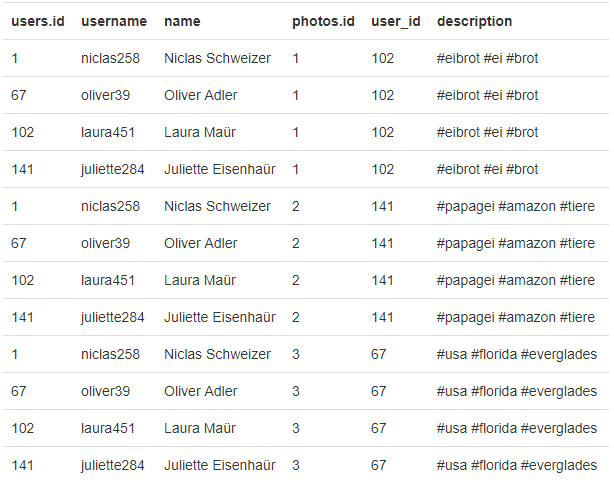 users.id username name photos.id user_id description
1 niclas258 Niclas Schweizer 1 102 #eibrot #ei #brot
67 oliver39 Oliver Adler 1 102 #eibrot #ei #brot
102 laura451 Laura Maür 1 102 #eibrot #ei #brot
141 juliette284 Juliette Eisenhaür 1 102 #eibrot #ei #brot
1 niclas258 Niclas Schweizer 2 141 #papagei #amazon #tiere
67 oliver39 Oliver Adler 2 141 #papagei #amazon #tiere
102 laura451 Laura Maür 2 141 #papagei #amazon #tiere
141 juliette284 Juliette Eisenhaür 2 141 #papagei #amazon #tiere
1 niclas258 Niclas Schweizer 3 67 #usa #florida #everglades
67 oliver39 Oliver Adler 3 67 #usa #florida #everglades
102 laura451 Laura Maür 3 67 #usa #florida #everglades
141 juliette284 Juliette Eisenhaür 3 67 #usa #florida #everglades